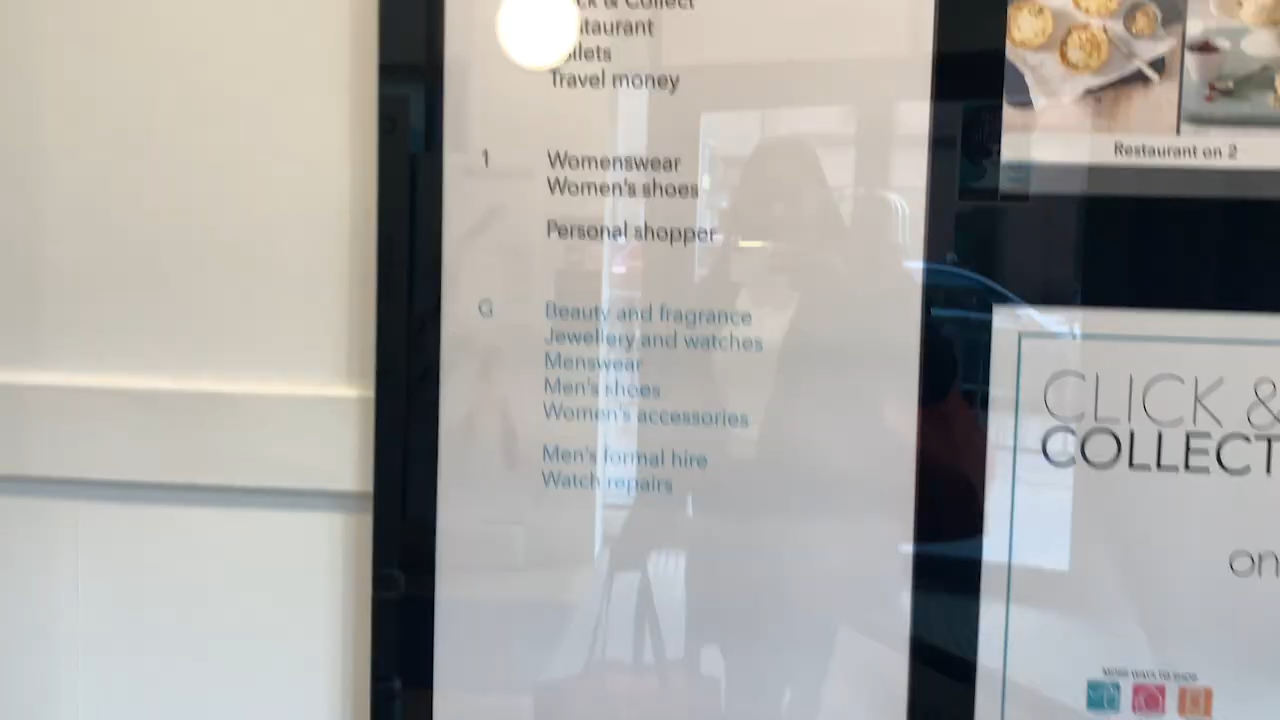 & Collect
Travel money
1
Womenswear
Women's shoes
Personal shopper
G
Beauty and fragrance
Jewellery and watches
Menswear
Men's shoes
Women's accessories
Men's formal hire
Watch repairs
Restaurant on 2
CLICK &
COLLECT
on